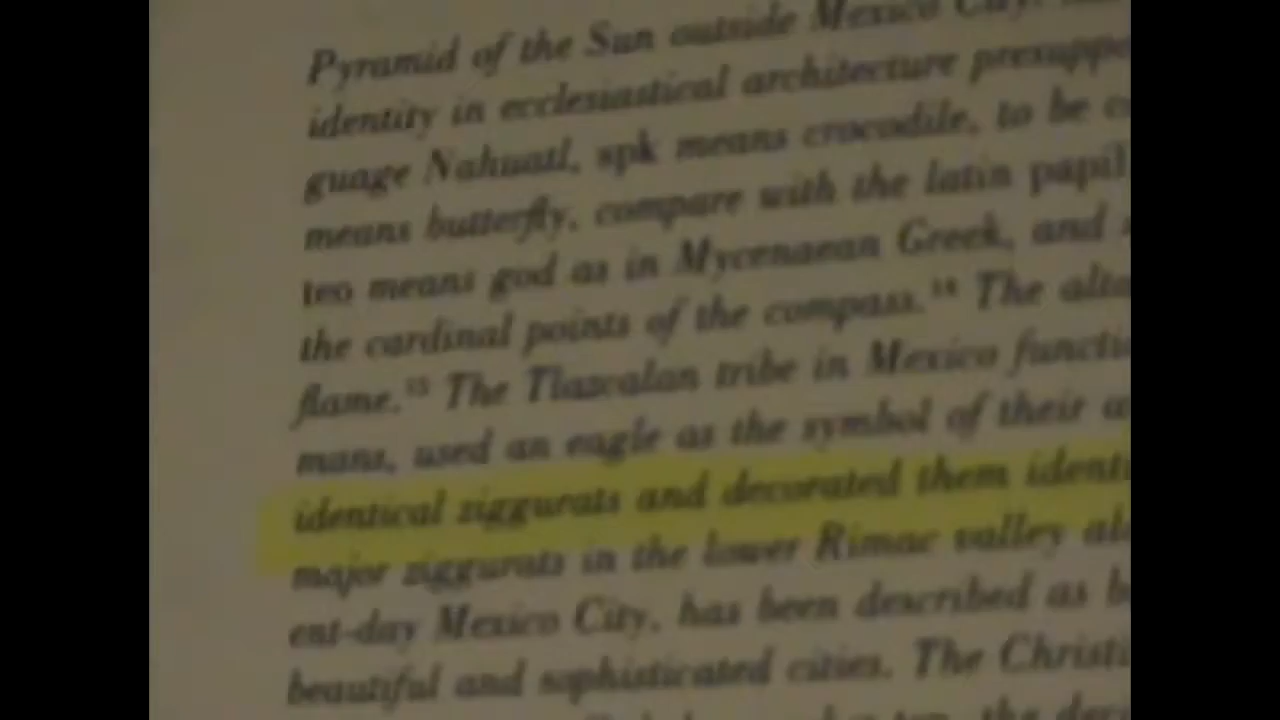 Pyramid of the Sun outside Mexico City,
identity in ecclesiastical architecture
guage Nahuatl, spk means crocodile, to be
means butterfly, compare with the latin
teo means god as in Mycenaean Greek, and
the cardinal points of the compass.¹⁴ The
flame.¹⁵ The Tlascalan tribe in Mexico
mans, used an eagle as the symbol of their
identical ziggurats and decorated them
major ziggurats in the lower Rimac valley
ent-day Mexico City, has been described as
beautiful and sophisticated cities. The